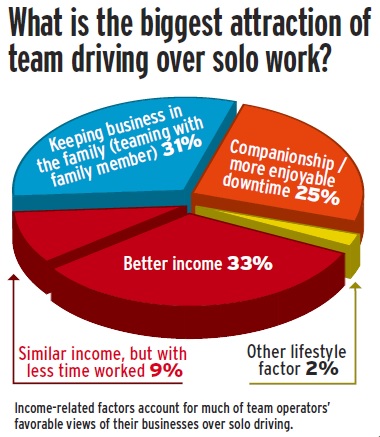 What is the biggest attraction of
team driving over solo work?
Keeping business in
the family (teaming with
family member) 31%
Companionship /
more enjoyable
downtime 25%
Better income 33%
Similar income, but with
less time worked 9%
Other lifestyle
factor 2%
Income-related factors account for much of team operators'
favorable views of their businesses over solo driving.